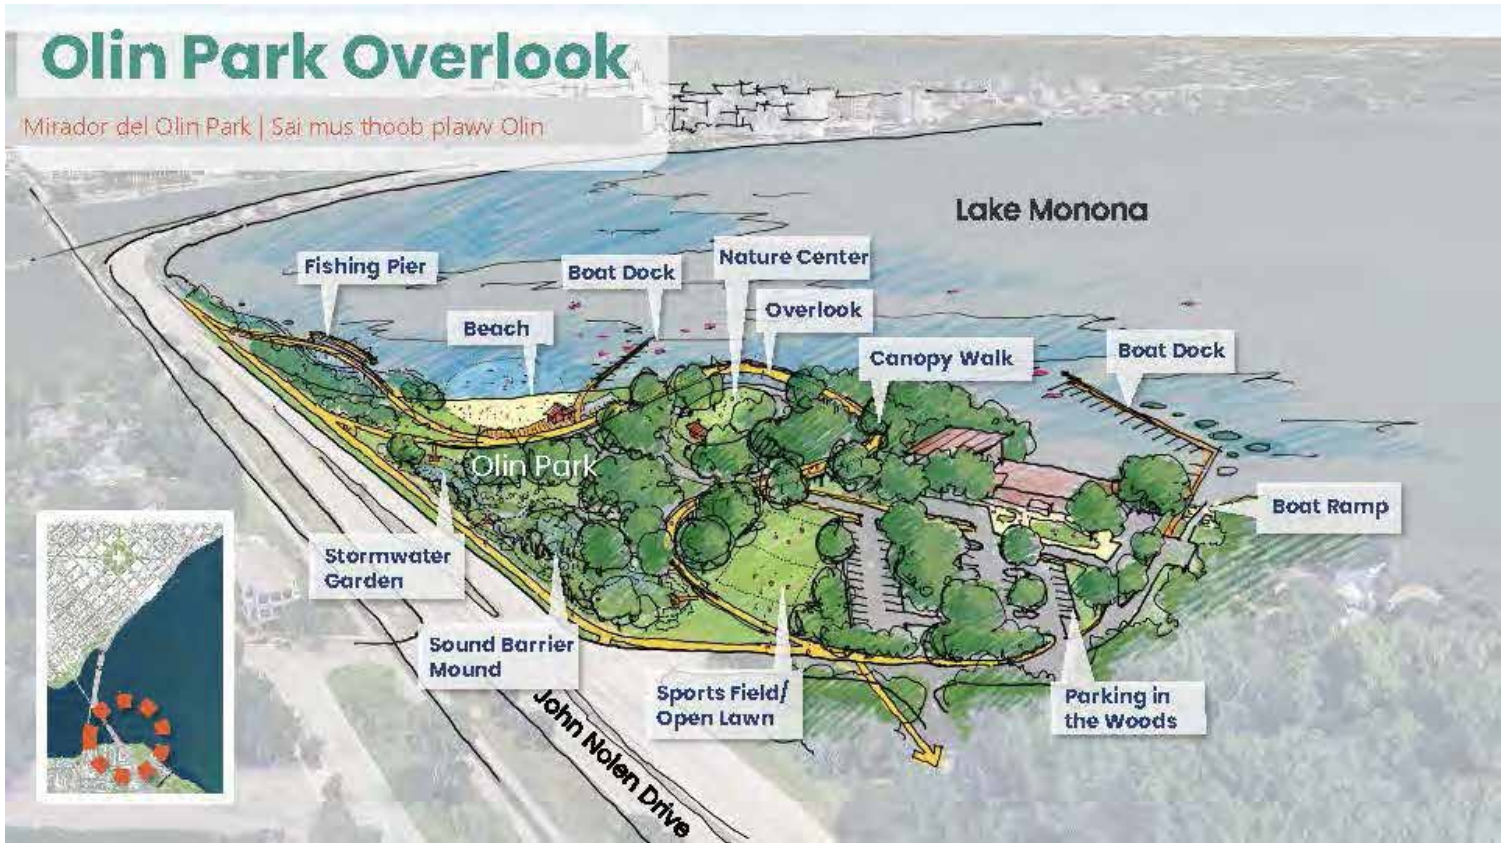 Olin Park Overlook
Mirador del Olin Park | Sai mus thoob plawv Olin
Lake Monona
Nature Center
Fishing Pier
Boat Dock
Overlook
Beach
Canopy Walk
Boat Dock
Olin Park
Boat Ramp
Stormwater
Garden
Sound Barrier
Mound
Sports Field/
Open Lawn
Parking in
the Woods
John Nolen Drive